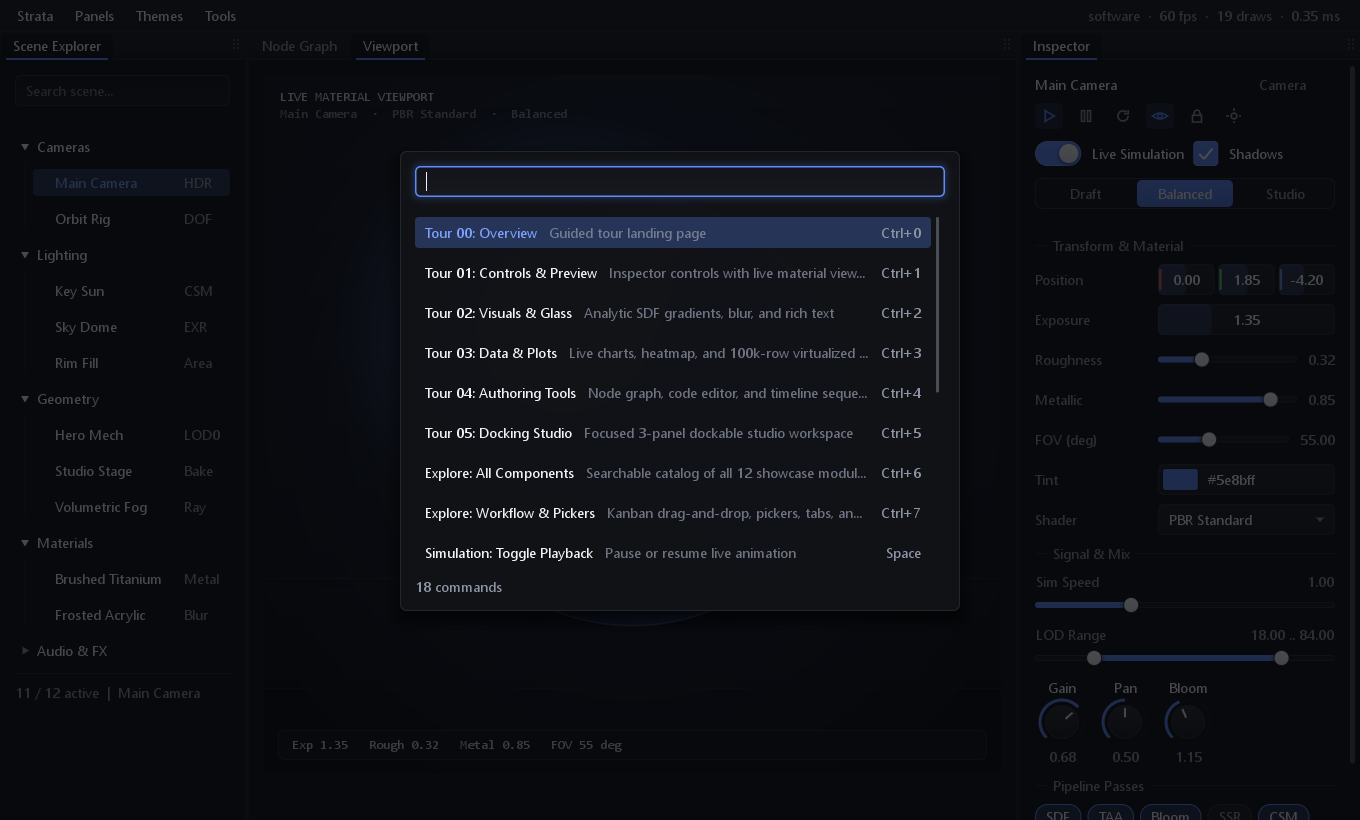 Strata Panels Themes Tools software · 60 fps · 19 draws · 0.35 ms
Scene Explorer
Search scene...
Cameras
Main Camera HDR
Orbit Rig DOF
Lighting
Key Sun CSM
Sky Dome EXR
Rim Fill Area
Geometry
Hero Mech LOD0
Studio Stage Bake
Volumetric Fog Ray
Materials
Brushed Titanium Metal
Frosted Acrylic Blur
Audio & FX
11 / 12 active | Main Camera
Node Graph Viewport
LIVE MATERIAL VIEWPORT
Main Camera · PBR Standard · Balanced
Tour 00: Overview Guided tour landing page Ctrl+0
Tour 01: Controls & Preview Inspector controls with live material view... Ctrl+1
Tour 02: Visuals & Glass Analytic SDF gradients, blur, and rich text Ctrl+2
Tour 03: Data & Plots Live charts, heatmap, and 100k-row virtualized ... Ctrl+3
Tour 04: Authoring Tools Node graph, code editor, and timeline seque... Ctrl+4
Tour 05: Docking Studio Focused 3-panel dockable studio workspace Ctrl+5
Explore: All Components Searchable catalog of all 12 showcase modul... Ctrl+6
Explore: Workflow & Pickers Kanban drag-and-drop, pickers, tabs, an... Ctrl+7
Simulation: Toggle Playback Pause or resume live animation Space
18 commands
Exp 1.35 Rough 0.32 Metal 0.85 FOV 55 deg
Inspector
Main Camera Camera
Live Simulation Shadows
Draft Balanced Studio
Transform & Material
Position 0.00 1.85 -4.20
Exposure 1.35
Roughness 0.32
Metallic 0.85
FOV (deg) 55.00
Tint #5e8bff
Shader PBR Standard
Signal & Mix
Sim Speed 1.00
LOD Range 18.00 .. 84.00
Gain Pan Bloom
0.68 0.50 1.15
Pipeline Passes
SDF TAA Bloom SSR CSM